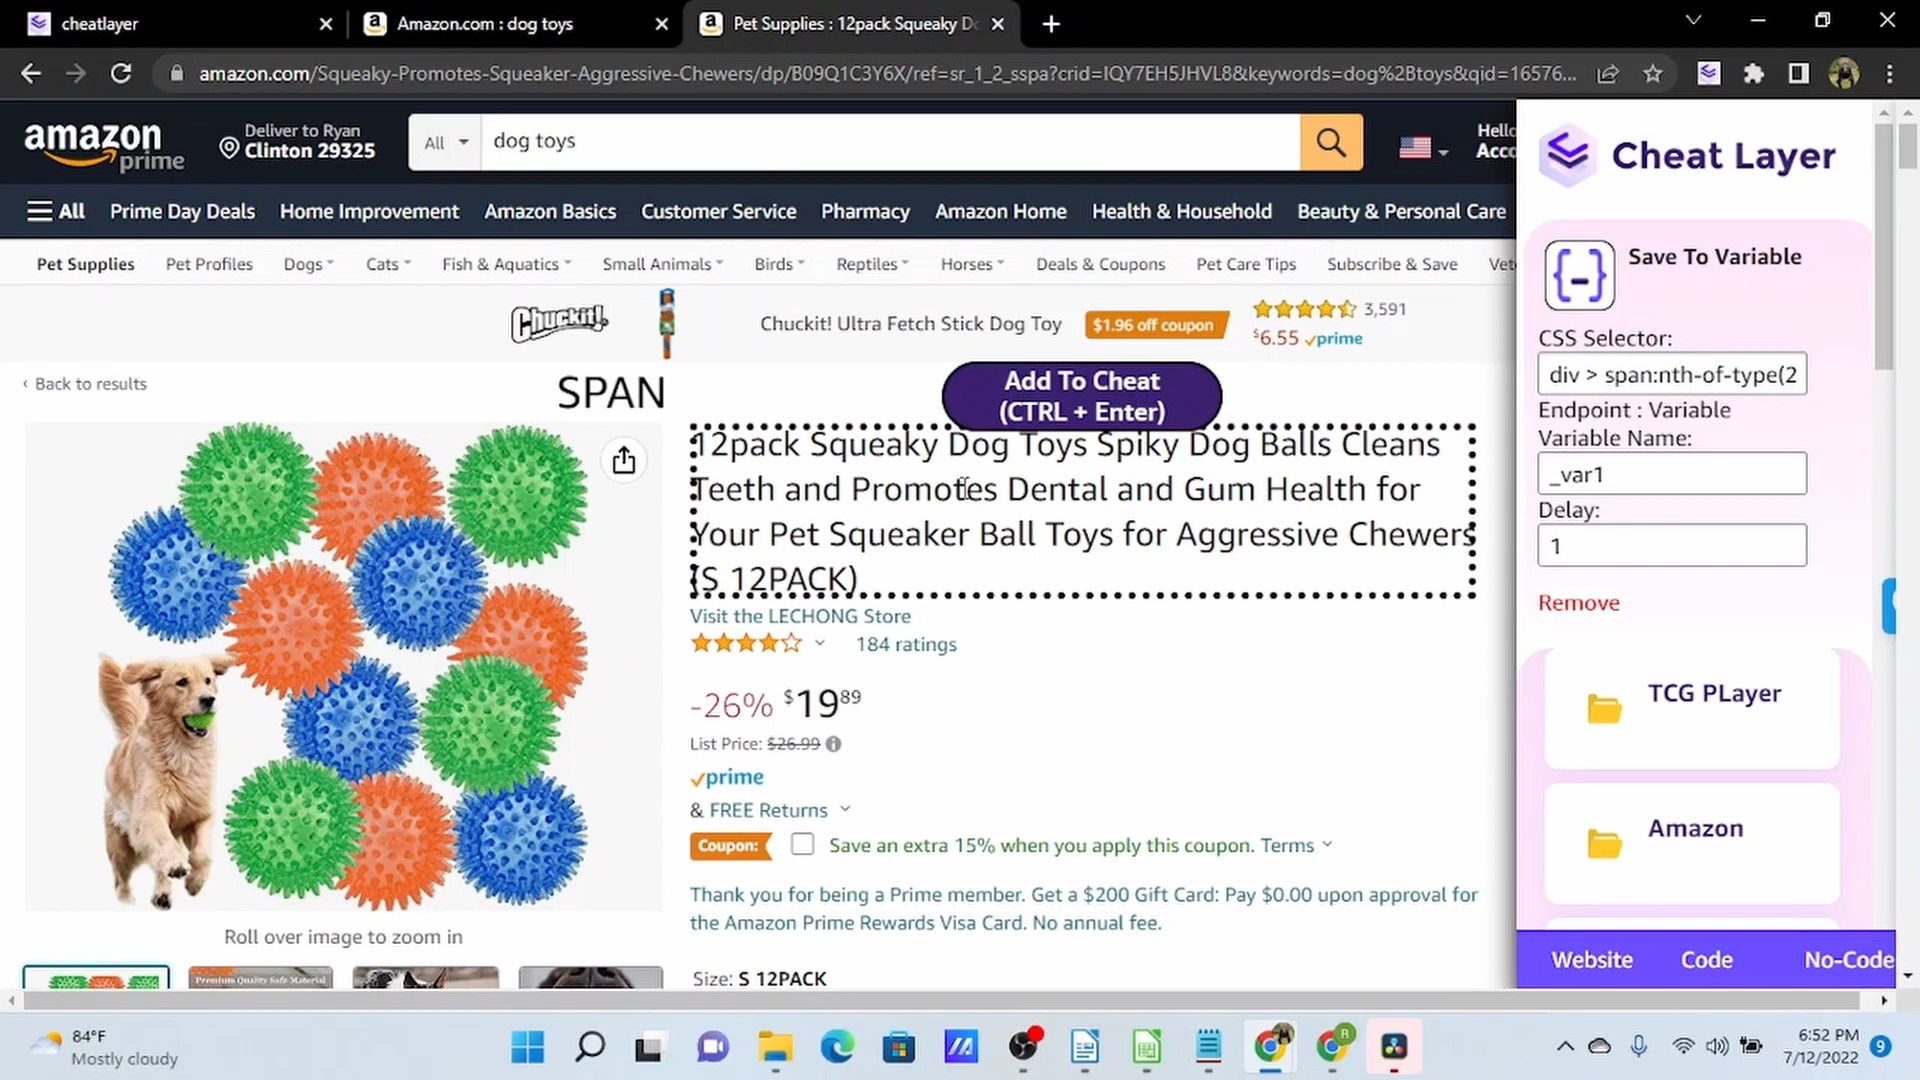 cheatlayer
Amazon.com : dog toys
Pet Supplies : 12pack Squeaky Do
amazon.com/Squeaky-Promotes-Squeaker-Aggressive-Chewers/dp/B09Q1C3Y6X/ref=sr_1_2_sspa?crid=IQY7EH5JHVL8&keywords=dog%2Btoys&qid=16576...
amazon
prime
Deliver to Ryan
Clinton 29325
All
dog toys
Hello
Acco
All
Prime Day Deals
Home Improvement
Amazon Basics
Customer Service
Pharmacy
Amazon Home
Health & Household
Beauty & Personal Care
Pet Supplies
Pet Profiles
Dogs
Cats
Fish & Aquatics
Small Animals
Birds
Reptiles
Horses
Deals & Coupons
Pet Care Tips
Subscribe & Save
Vet
Chuckit!
Chuckit! Ultra Fetch Stick Dog Toy
$1.96 off coupon
3,591
$6.55 prime
‹ Back to results
SPAN
Add To Cheat
(CTRL + Enter)
12pack Squeaky Dog Toys Spiky Dog Balls Cleans
Teeth and Promotes Dental and Gum Health for
Your Pet Squeaker Ball Toys for Aggressive Chewers
(S 12PACK)
Visit the LECHONG Store
184 ratings
-26% $19 89
List Price: $26.99
prime
& FREE Returns
Coupon:
Save an extra 15% when you apply this coupon. Terms
Thank you for being a Prime member. Get a $200 Gift Card: Pay $0.00 upon approval for
the Amazon Prime Rewards Visa Card. No annual fee.
Size: S 12PACK
Roll over image to zoom in
Premium Quality Safe Material
Cheat Layer
Save To Variable
CSS Selector:
div > span:nth-of-type(2
Endpoint : Variable
Variable Name:
_var1
Delay:
1
Remove
TCG PLayer
Amazon
Website
Code
No-Code
84°F
Mostly cloudy
R
6:52 PM
7/12/2022
9